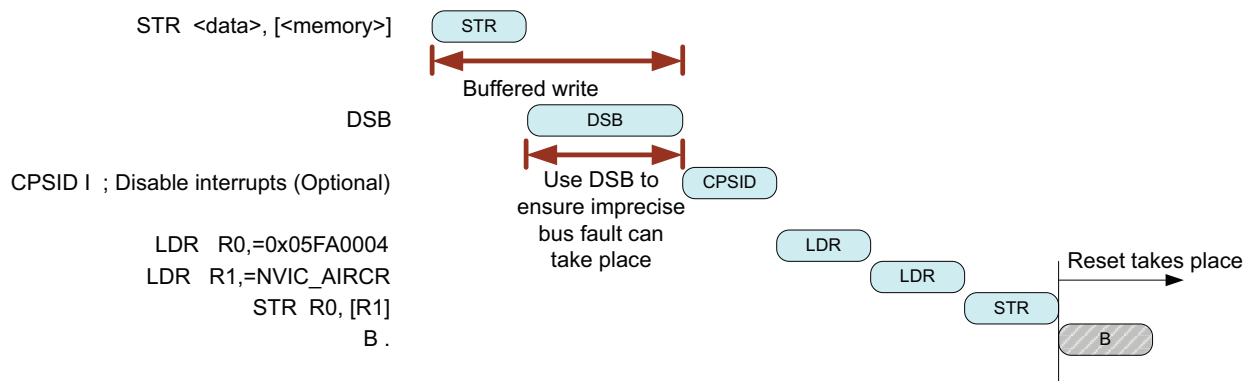 STR <data>, [<memory>]
STR
Buffered write
DSB
DSB
CPSID I ; Disable interrupts (Optional)
Use DSB to
ensure imprecise
bus fault can
take place
CPSID
LDR R0,=0x05FA0004
LDR
LDR R1,=NVIC_AIRCR
LDR
Reset takes place
STR R0, [R1]
STR
B .
B